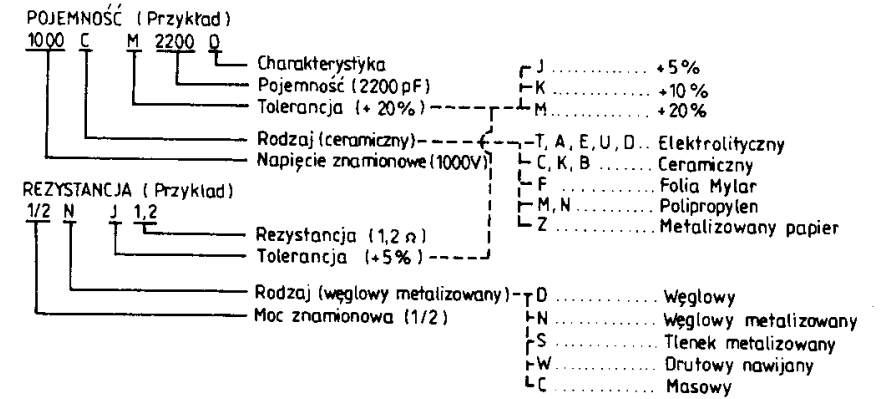 POJEMNOŚĆ (Przykład)
1000 C M 2200 D
Charakterystyka
Pojemność (2200 pF)
Tolerancja (+ 20%)
J ............. +5%
K ............ +10%
M ............ +20%
Rodzaj (ceramiczny)
Napięcie znamionowe (1000V)
T, A, E, U, D .. Elektrolityczny
C, K, B ....... Ceramiczny
F ............ Folia Mylar
M, N ......... Polipropylen
Z ............ Metalizowany papier
REZYSTANCJA (Przykład)
1/2 N J 1,2
Rezystancja (1,2 Ω)
Tolerancja (+5%)
Rodzaj (węglowy metalizowany)
Moc znamionowa (1/2)
D ............ Węglowy
N ............ Węglowy metalizowany
S ............ Tlenek metalizowany
W ............ Drutowy nawijany
C ............ Masowy